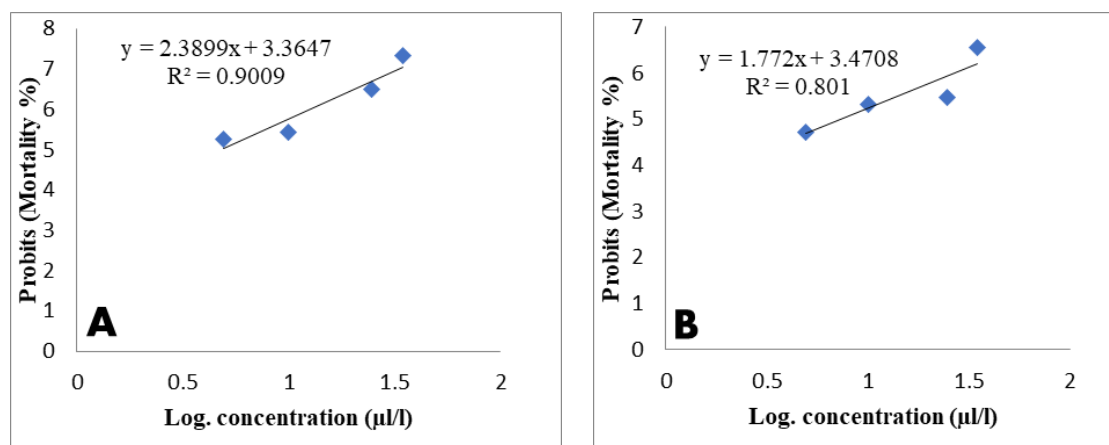 8
7
6
5
4
3
2
1
0
y = 2.3899x + 3.3647
R² = 0.9009
Probits (Mortality %)
A
0 0.5 1 1.5 2
Log. concentration (µl/l)
7
6
5
4
3
2
1
0
y = 1.772x + 3.4708
R² = 0.801
Probits (Mortality %)
B
0 0.5 1 1.5 2
Log. concentration (µl/l)